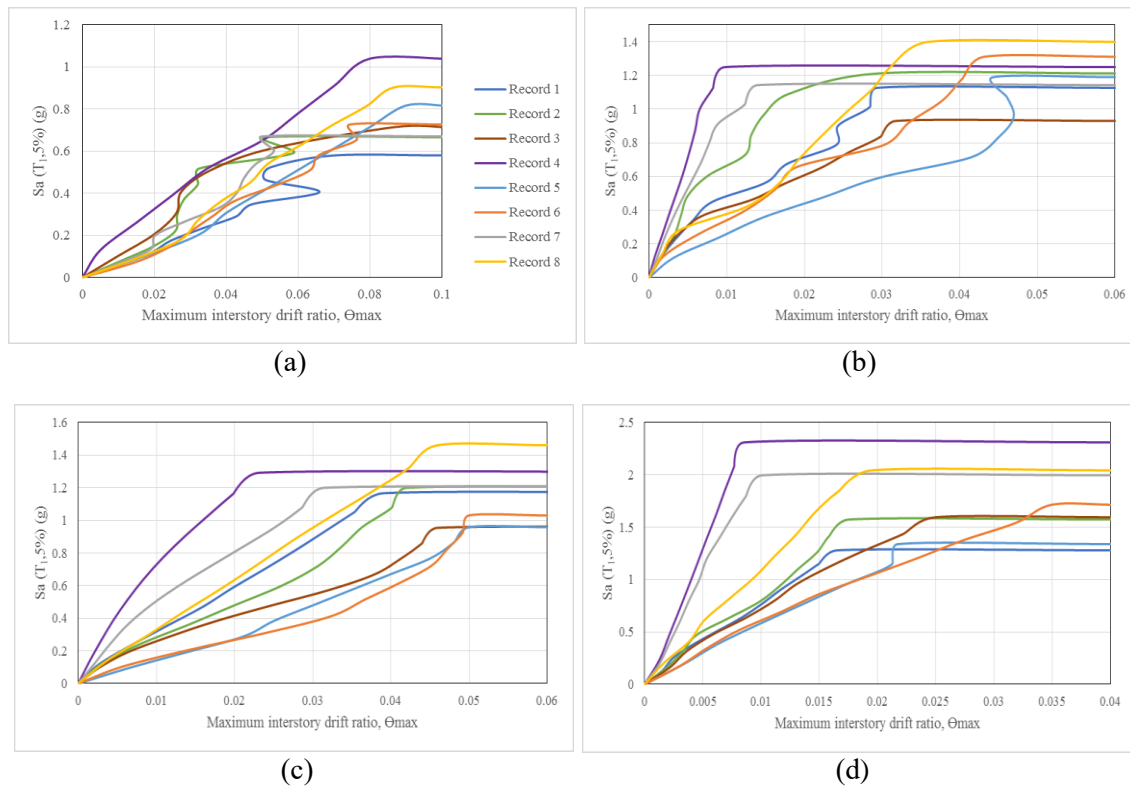 1.2
1
0.8
0.6
0.4
0.2
0
Sa (T1,5%) (g)
0 0.02 0.04 0.06 0.08 0.1
Maximum interstory drift ratio, Θmax
Record 1
Record 2
Record 3
Record 4
Record 5
Record 6
Record 7
Record 8
(a)
1.4
1.2
1
0.8
0.6
0.4
0.2
0
Sa (T1,5%) (g)
0 0.01 0.02 0.03 0.04 0.05 0.06
Maximum interstory drift ratio, Θmax
(b)
1.6
1.4
1.2
1
0.8
0.6
0.4
0.2
0
Sa (T1,5%) (g)
0 0.01 0.02 0.03 0.04 0.05 0.06
Maximum interstory drift ratio, Θmax
(c)
2.5
2
1.5
1
0.5
0
Sa (T1,5%) (g)
0 0.005 0.01 0.015 0.02 0.025 0.03 0.035 0.04
Maximum interstory drift ratio, Θmax
(d)